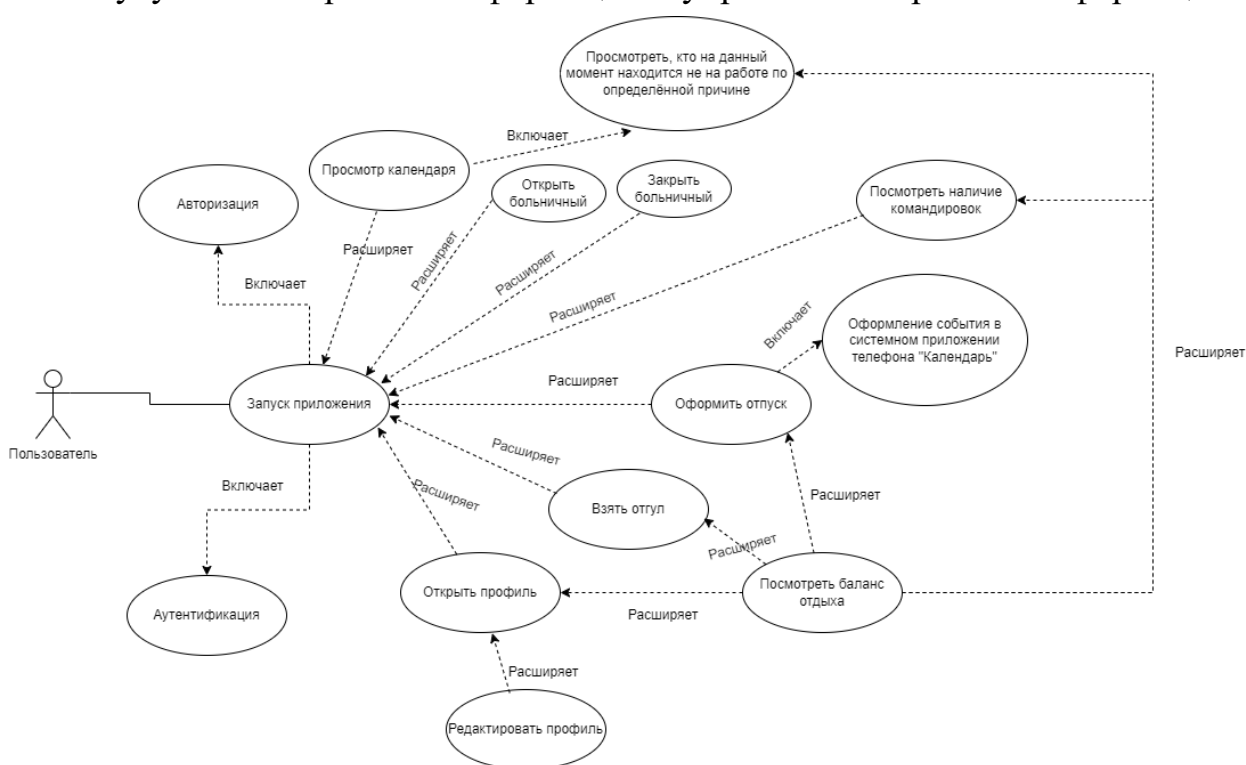 Просмотреть, кто на данный
момент находится не на работе по
определённой причине
Включает
Просмотр календаря
Открыть
больничный
Закрыть
больничный
Посмотреть наличие
командировок
Авторизация
Расширяет
Расширяет
Расширяет
Включает
Расширяет
Включает
Оформление события в
системном приложении
телефона "Календарь"
Расширяет
Расширяет
Запуск приложения
Оформить отпуск
Пользователь
Расширяет
Включает
Расширяет
Расширяет
Взять отгул
Расширяет
Аутентификация
Открыть профиль
Расширяет
Посмотреть баланс
отдыха
Расширяет
Редактировать профиль